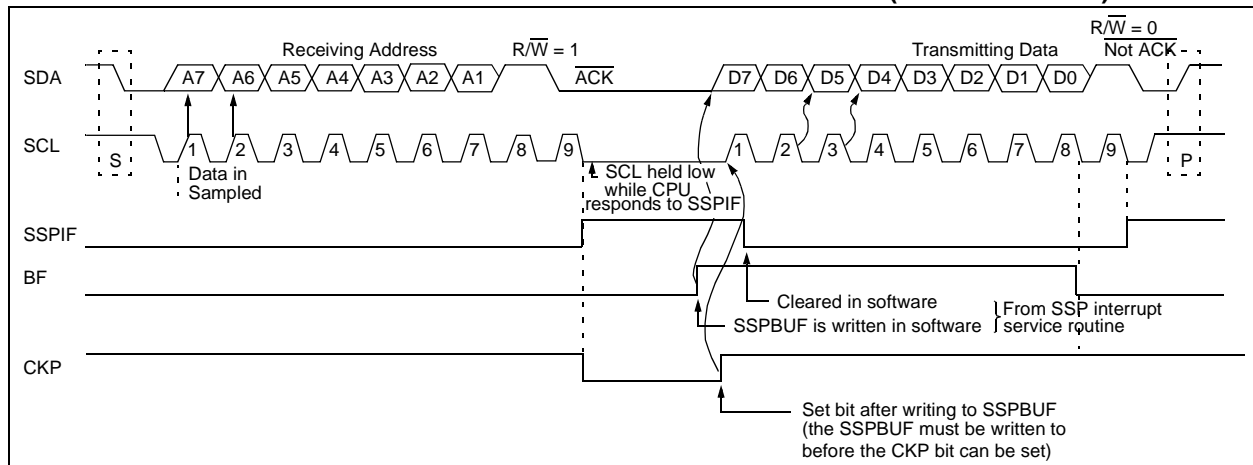 R/W = 0
Receiving Address R/W = 1 Transmitting Data Not ACK
SDA A7 A6 A5 A4 A3 A2 A1 ACK D7 D6 D5 D4 D3 D2 D1 D0
SCL 1 2 3 4 5 6 7 8 9 1 2 3 4 5 6 7 8 9
S P
Data in
Sampled
SCL held low
while CPU
responds to SSPIF
SSPIF
BF
Cleared in software
SSPBUF is written in software
From SSP interrupt
service routine
CKP
Set bit after writing to SSPBUF
(the SSPBUF must be written to
before the CKP bit can be set)